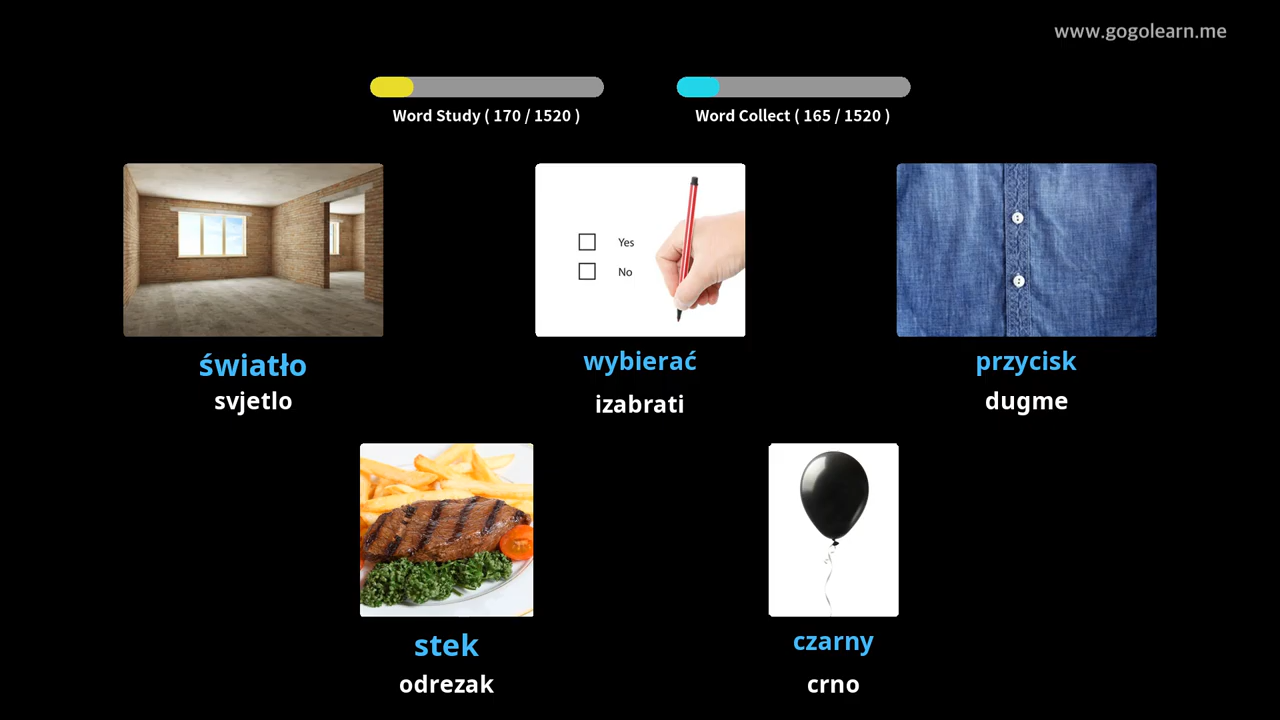 www.gogolearn.me
Word Study ( 170 / 1520 )
Word Collect ( 165 / 1520 )
Yes
No
światło
svjetlo
wybierać
izabrati
przycisk
dugme
stek
odrezak
czarny
crno